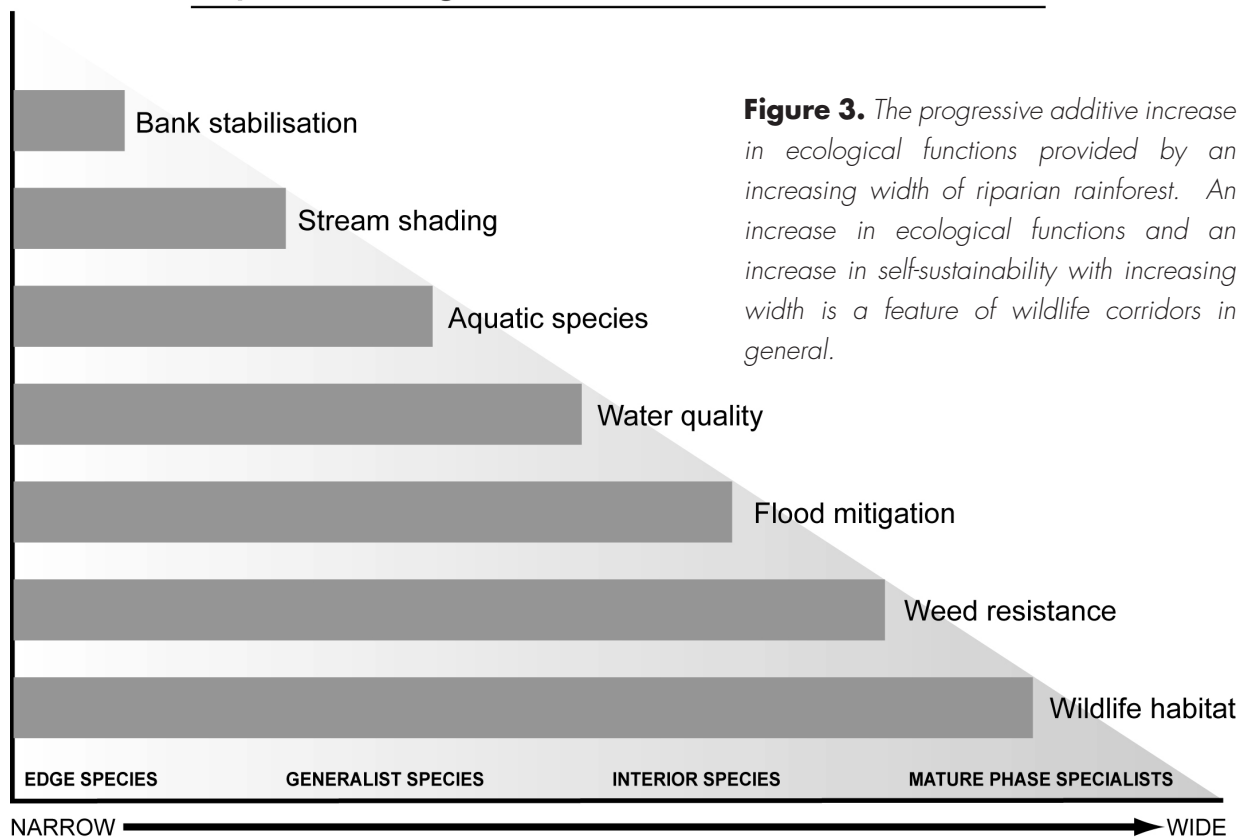 Bank stabilisation
Figure 3. The progressive additive increase
in ecological functions provided by an
increasing width of riparian rainforest. An
increase in ecological functions and an
increase in self-sustainability with increasing
width is a feature of wildlife corridors in
general.
Stream shading
Aquatic species
Water quality
Flood mitigation
Weed resistance
Wildlife habitat
EDGE SPECIES GENERALIST SPECIES INTERIOR SPECIES MATURE PHASE SPECIALISTS
NARROW WIDE